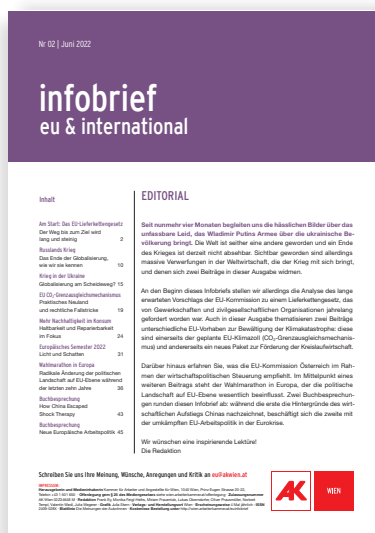 Nr 02 | Juni 2022
infobrief
eu & international
Inhalt
Am Start: Das EU-Lieferkettengesetz
Der Weg bis zum Ziel wird
lang und steinig 2
Russlands Krieg
Das Ende der Globalisierung,
wie wir sie kennen 10
Krieg in der Ukraine
Globalisierung am Scheideweg? 15
EU CO₂-Grenzausgleichsmechanismus
Praktisches Neuland
und rechtliche Fallstricke 19
Mehr Nachhaltigkeit im Konsum
Haltbarkeit und Reparierbarkeit
im Fokus 24
Europäisches Semester 2022
Licht und Schatten 31
Wahlmarathon in Europa
Radikale Änderung der politischen
Landschaft auf EU-Ebene während
der letzten zehn Jahre 36
Buchbesprechung
How China Escaped
Shock Therapy 43
Buchbesprechung
Neue Europäische Arbeitspolitik 45
EDITORIAL
Seit nunmehr vier Monaten begleiten uns die hässlichen Bilder über das
unfassbare Leid, das Wladimir Putins Armee über die ukrainische Be-
völkerung bringt. Die Welt ist seither eine andere geworden und ein Ende
des Krieges ist derzeit nicht absehbar. Sichtbar geworden sind allerdings
massive Verwerfungen in der Weltwirtschaft, die der Krieg mit sich bringt,
und denen sich zwei Beiträge in dieser Ausgabe widmen.
An den Beginn dieses Infobriefs stellen wir allerdings die Analyse des lange
erwarteten Vorschlags der EU-Kommission zu einem Lieferkettengesetz, das
von Gewerkschaften und zivilgesellschaftlichen Organisationen jahrelang
gefordert worden war. Auch in dieser Ausgabe thematisieren zwei Beiträge
unterschiedliche EU-Vorhaben zur Bewältigung der Klimakatastrophe: diese
sind einerseits der geplante EU-Klimazoll (CO₂-Grenzausgleichsmechanis-
mus) und andererseits ein neues Paket zur Förderung der Kreislaufwirtschaft.
Darüber hinaus erfahren Sie, was die EU-Kommission Österreich im Rah-
men der wirtschaftspolitischen Steuerung empfiehlt. Im Mittelpunkt eines
weiteren Beitrags steht der Wahlmarathon in Europa, der die politische
Landschaft auf EU-Ebene wesentlich beeinflusst. Zwei Buchbesprechun-
gen runden diesen Infobrief ab: während die erste die Hintergründe des wirt-
schaftlichen Aufstiegs Chinas nachzeichnet, beschäftigt sich die zweite mit
der umkämpften EU-Arbeitspolitik in der Eurokrise.
Wir wünschen eine inspirierende Lektüre!
Die Redaktion
Schreiben Sie uns Ihre Meinung, Wünsche, Anregungen und Kritik an eu@akwien.at
IMPRESSUM:
AK
WIEN